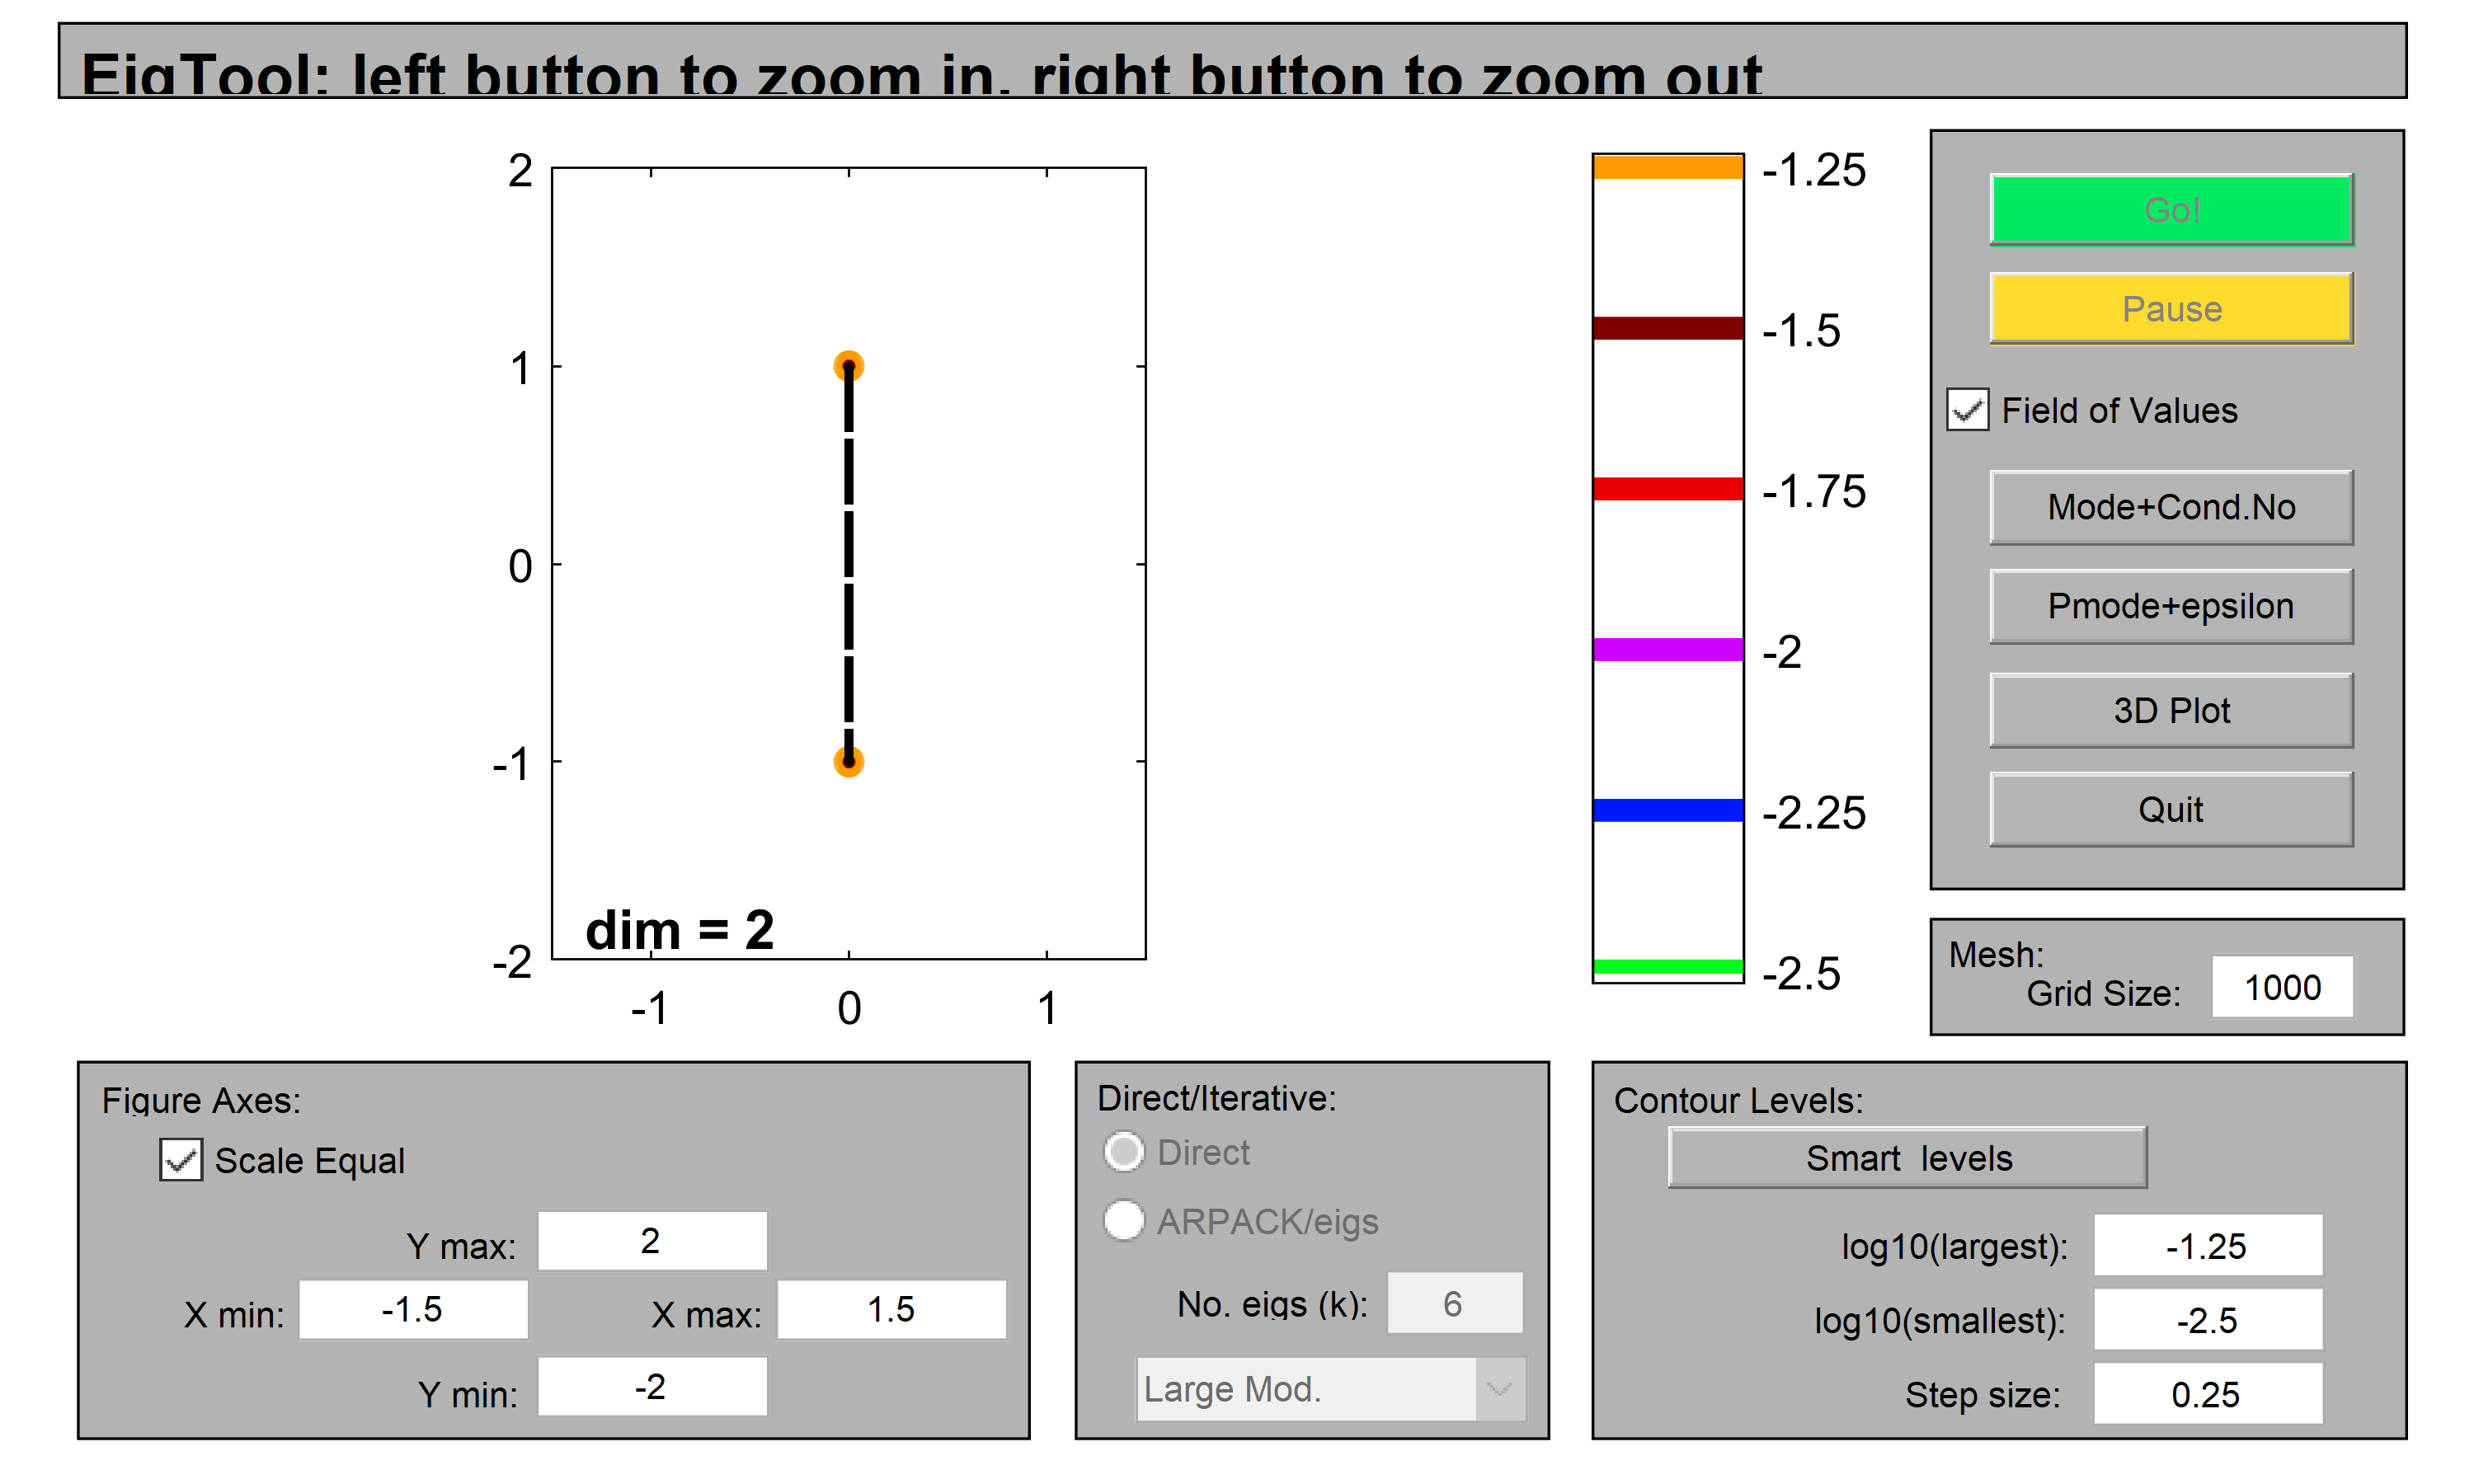 EigTool: left button to zoom in, right button to zoom out
2
1
0
-1
-2
-1
0
1
dim = 2
-1.25
-1.5
-1.75
-2
-2.25
-2.5
Go!
Pause
Field of Values
Mode+Cond.No
Pmode+epsilon
3D Plot
Quit
Mesh:
Grid Size: 1000
Figure Axes:
Scale Equal
Y max: 2
X min: -1.5 X max: 1.5
Y min: -2
Direct/Iterative:
Direct
ARPACK/eigs
No. eigs (k): 6
Large Mod.
Contour Levels:
Smart levels
log10(largest): -1.25
log10(smallest): -2.5
Step size: 0.25